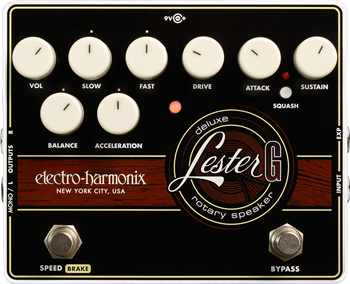 9V
VOL SLOW FAST DRIVE ATTACK SUSTAIN
SQUASH
BALANCE ACCELERATION
MONO / L OUTPUTS R
INPUT EXP
electro-harmonix
NEW YORK CITY, USA
deluxe
Lester G
rotary speaker
SPEED BRAKE
BYPASS